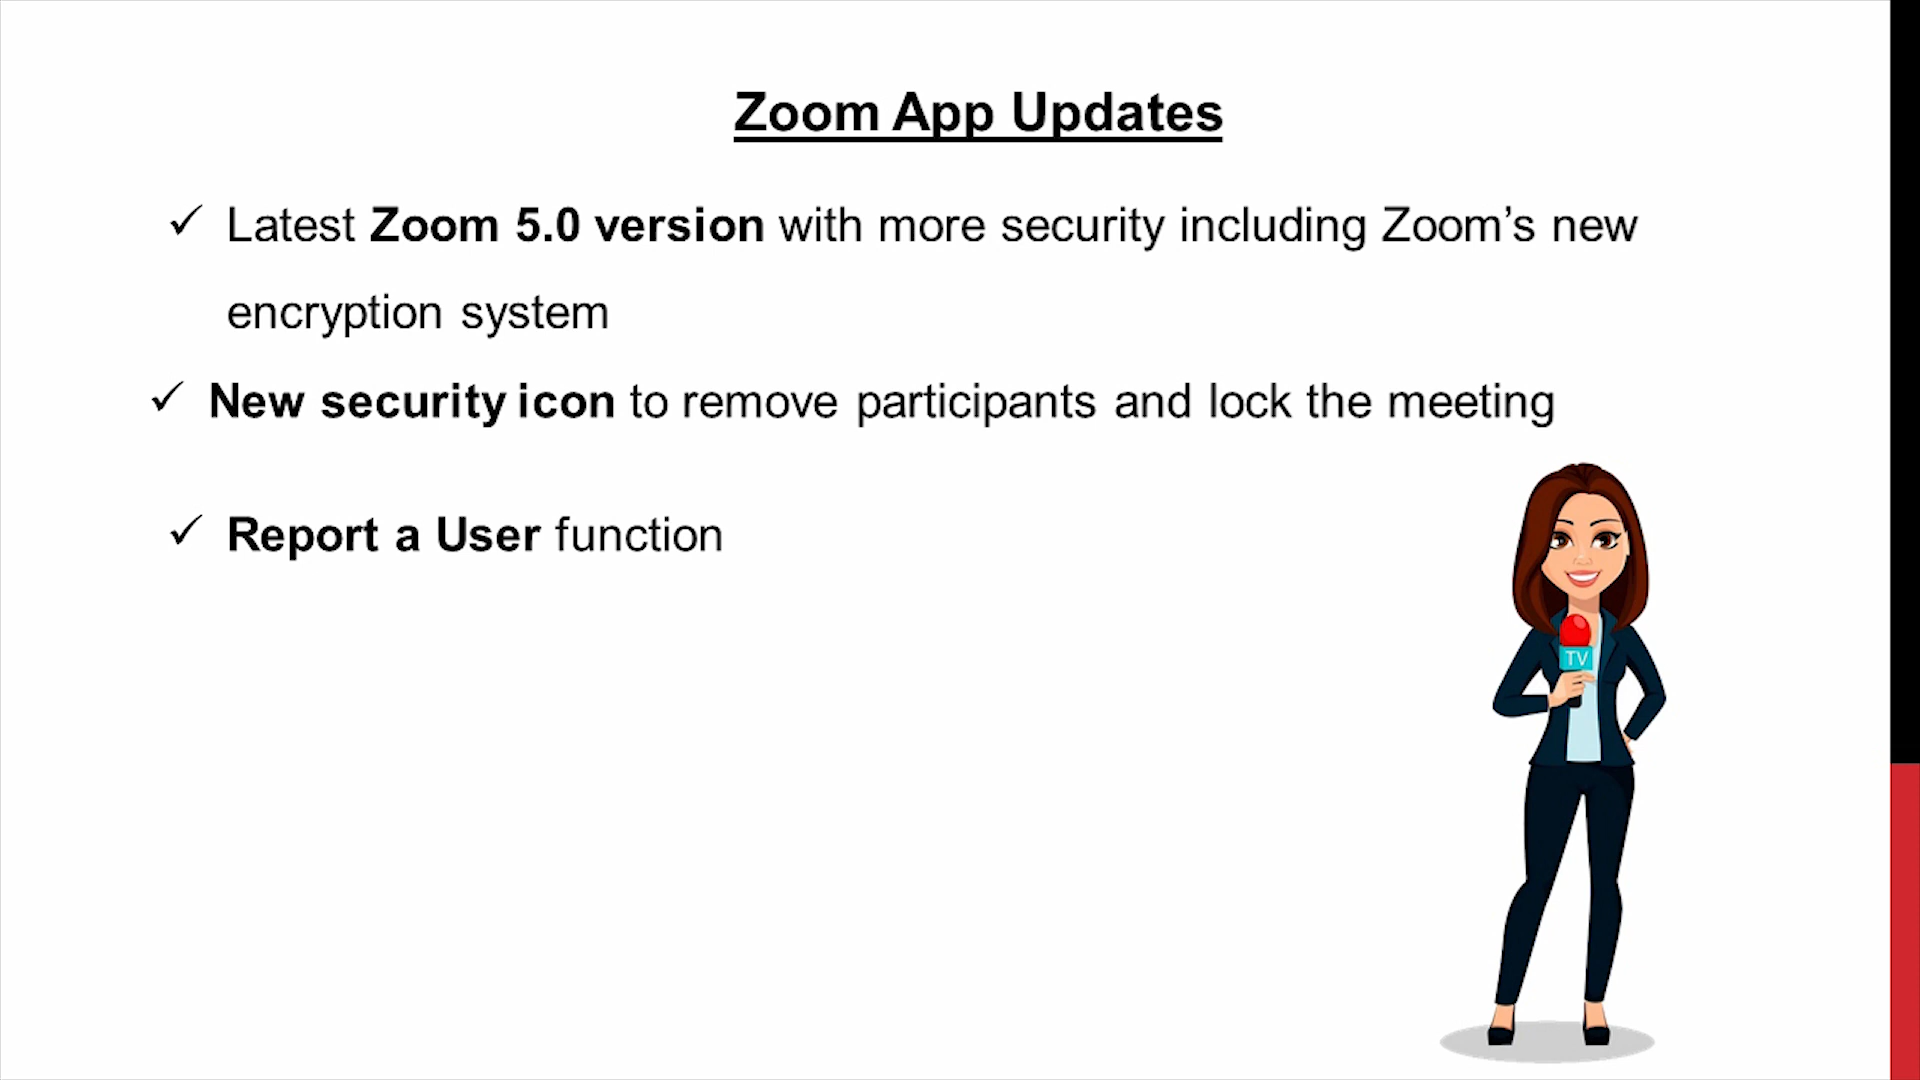 Zoom App Updates
✓ Latest Zoom 5.0 version with more security including Zoom’s new
encryption system
✓ New security icon to remove participants and lock the meeting
✓ Report a User function
TV